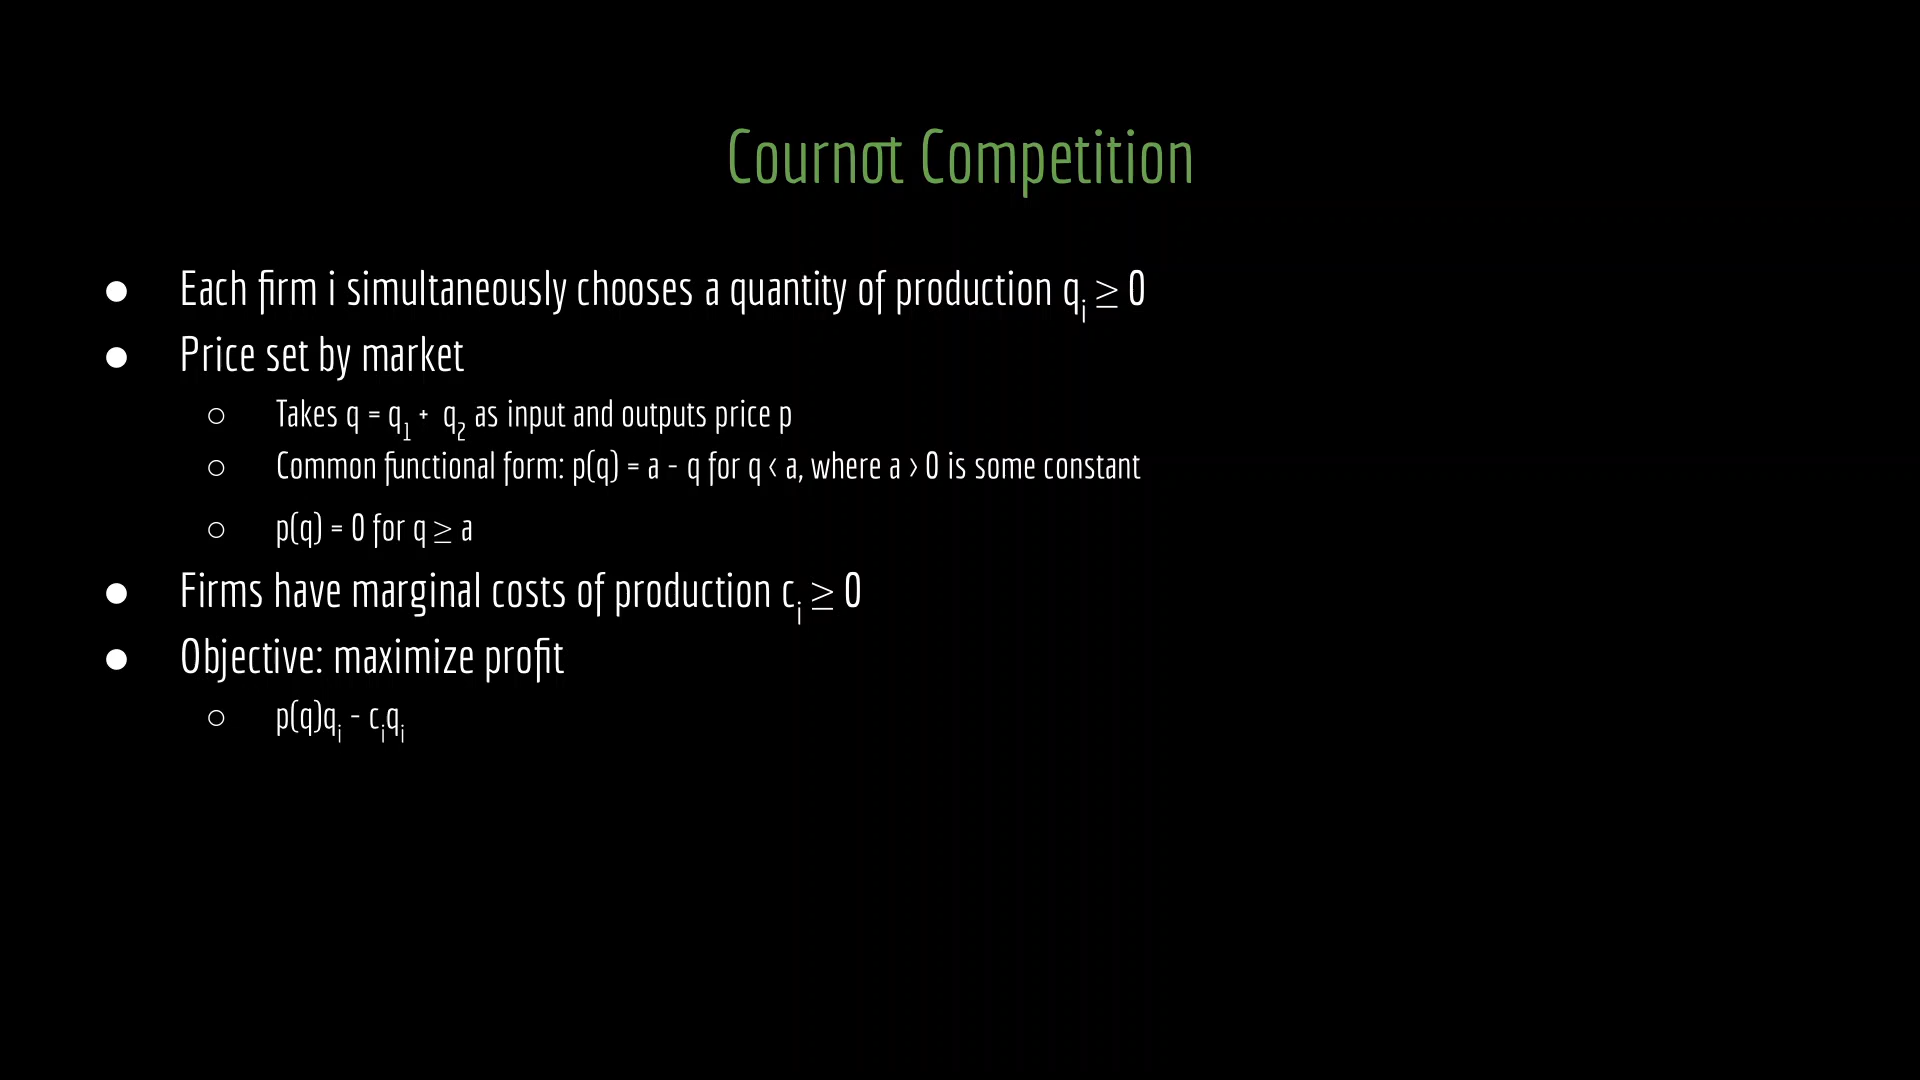 Cournot Competition
● Each firm i simultaneously chooses a quantity of production qᵢ ≥ 0
● Price set by market
○ Takes q = q₁ + q₂ as input and outputs price p
○ Common functional form: p(q) = a - q for q < a, where a > 0 is some constant
○ p(q) = 0 for q ≥ a
● Firms have marginal costs of production cᵢ ≥ 0
● Objective: maximize profit
○ p(q)qᵢ - cᵢqᵢ